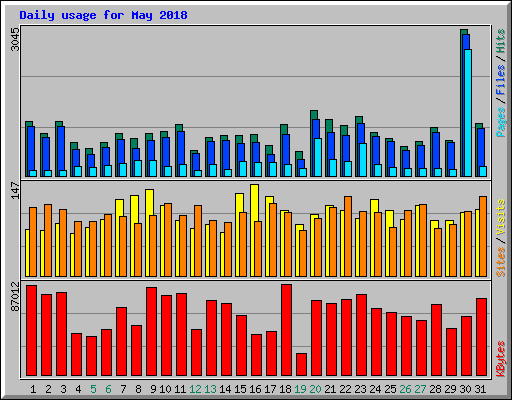 Daily usage for May 2018
3045
Pages / Files / Hits
147
Sites / Visits
87012
KBytes
1 2 3 4 5 6 7 8 9 10 11 12 13 14 15 16 17 18 19 20 21 22 23 24 25 26 27 28 29 30 31